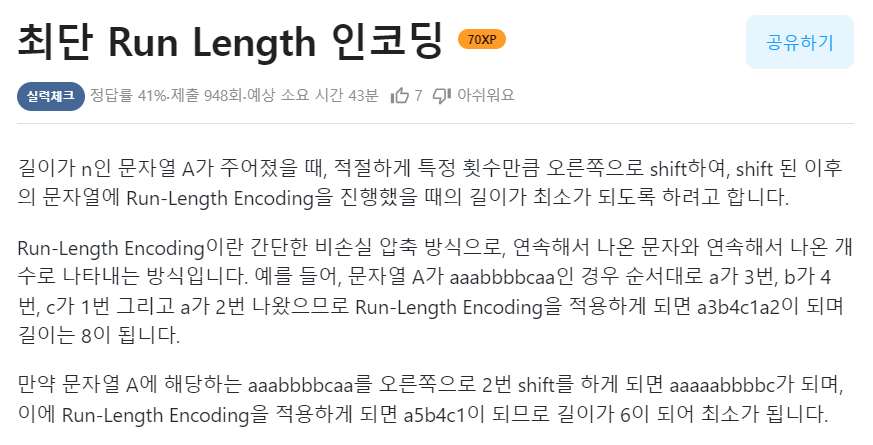 최단 Run Length 인코딩 70XP
공유하기
실력체크 정답률 41%·제출 948회·예상 소요 시간 43분 7 아쉬워요
길이가 n인 문자열 A가 주어졌을 때, 적절하게 특정 횟수만큼 오른쪽으로 shift하여, shift 된 이후
의 문자열에 Run-Length Encoding을 진행했을 때의 길이가 최소가 되도록 하려고 합니다.
Run-Length Encoding이란 간단한 비손실 압축 방식으로, 연속해서 나온 문자와 연속해서 나온 개
수로 나타내는 방식입니다. 예를 들어, 문자열 A가 aaabbbbcaa인 경우 순서대로 a가 3번, b가 4
번, c가 1번 그리고 a가 2번 나왔으므로 Run-Length Encoding을 적용하게 되면 a3b4c1a2이 되며
길이는 8이 됩니다.
만약 문자열 A에 해당하는 aaabbbbcaa를 오른쪽으로 2번 shift를 하게 되면 aaaaabbbbc가 되며,
이에 Run-Length Encoding을 적용하게 되면 a5b4c1이 되므로 길이가 6이 되어 최소가 됩니다.